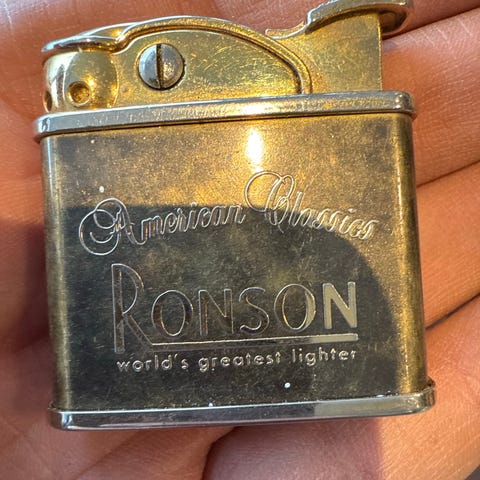 American Classics
RONSON
world's greatest lighter